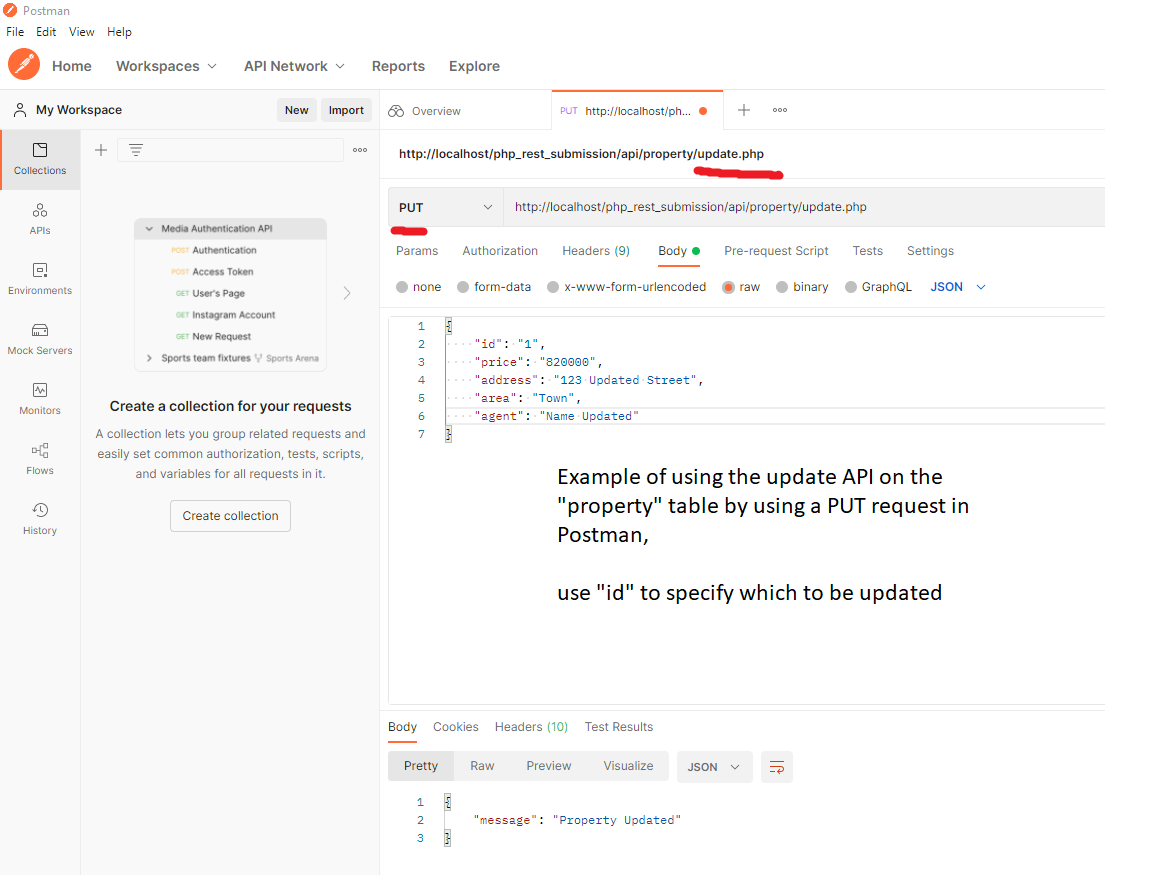 Postman
File Edit View Help
Home Workspaces API Network Reports Explore
My Workspace New Import
Overview
PUT http://localhost/ph...
Collections
APIs
Environments
Mock Servers
Monitors
Flows
History
Media Authentication API
POST Authentication
POST Access Token
GET User's Page
GET Instagram Account
GET New Request
Sports team fixtures Sports Arena
Create a collection for your requests
A collection lets you group related requests and
easily set common authorization, tests, scripts,
and variables for all requests in it.
Create collection
http://localhost/php_rest_submission/api/property/update.php
PUT http://localhost/php_rest_submission/api/property/update.php
Params Authorization Headers (9) Body Pre-request Script Tests Settings
none form-data x-www-form-urlencoded raw binary GraphQL JSON
1 {
2 "id": "1",
3 "price": "820000",
4 "address": "123 Updated Street",
5 "area": "Town",
6 "agent": "Name Updated"
7 }
Example of using the update API on the
"property" table by using a PUT request in
Postman,
use "id" to specify which to be updated
Body Cookies Headers (10) Test Results
Pretty Raw Preview Visualize JSON
1 {
2 "message": "Property Updated"
3 }